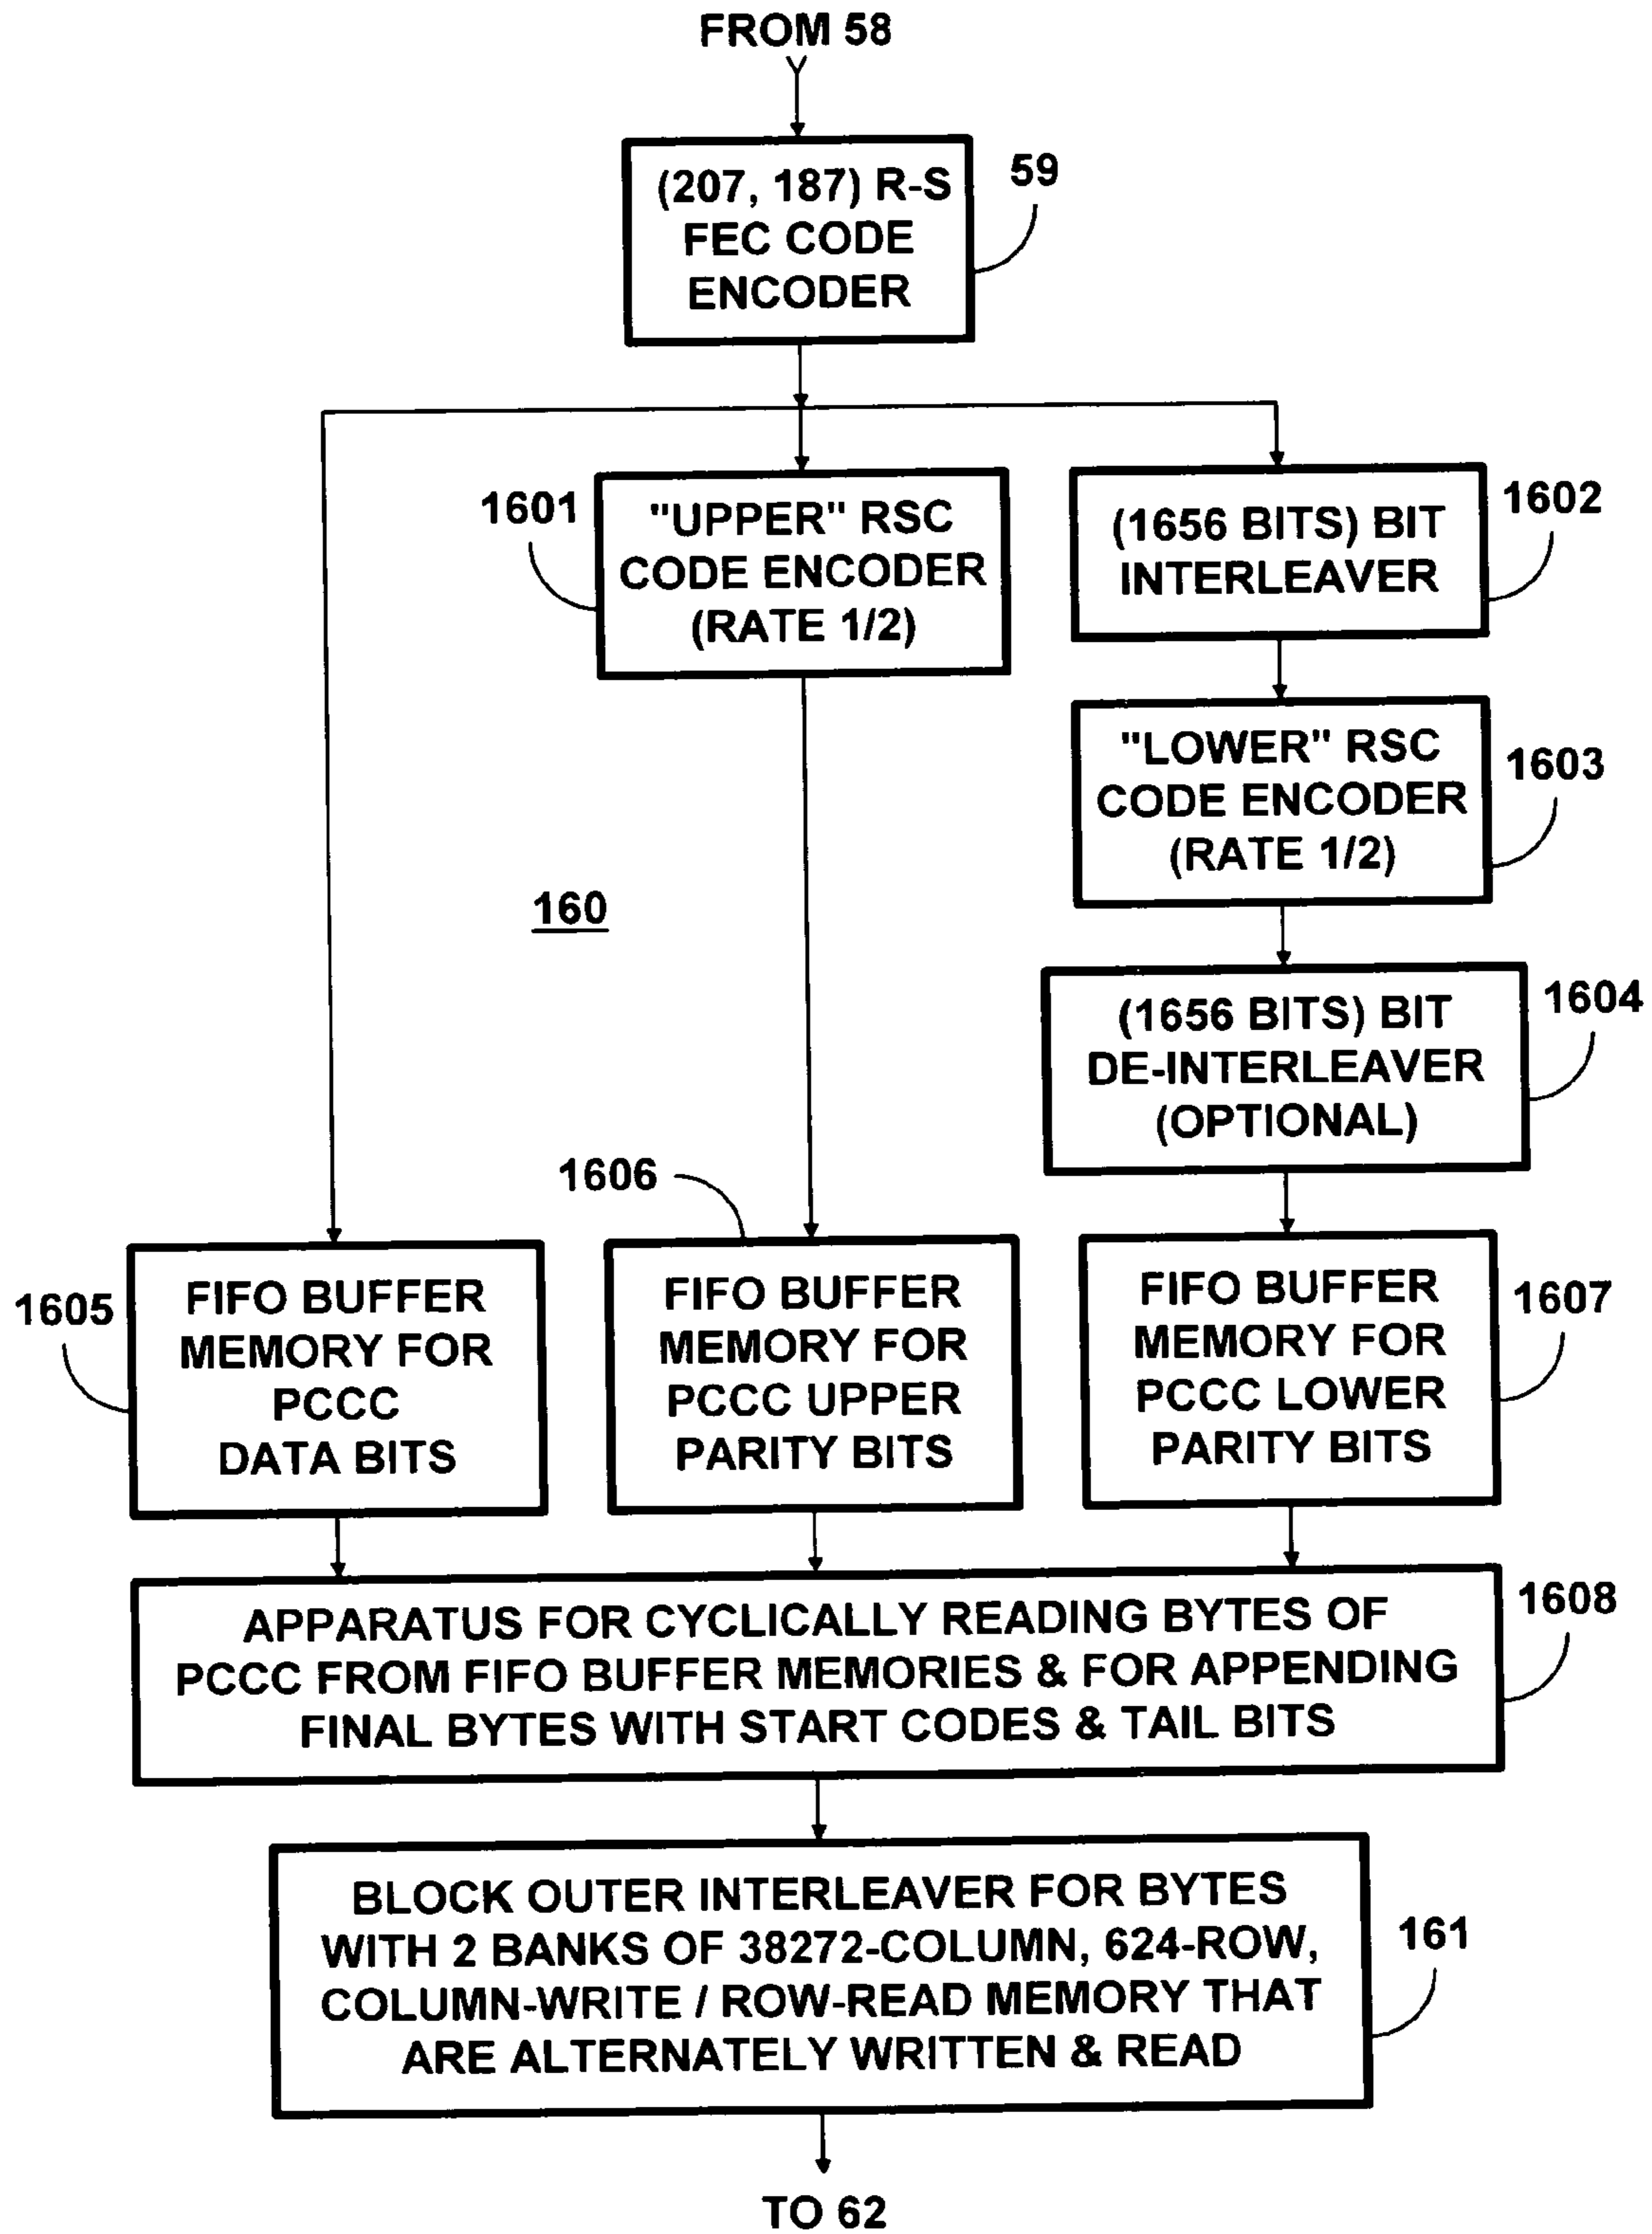 FROM 58
(207, 187) R-S
FEC CODE
ENCODER
59
1601
"UPPER" RSC
CODE ENCODER
(RATE 1/2)
(1656 BITS) BIT
INTERLEAVER
1602
"LOWER" RSC
CODE ENCODER
(RATE 1/2)
1603
160
(1656 BITS) BIT
DE-INTERLEAVER
(OPTIONAL)
1604
1605
FIFO BUFFER
MEMORY FOR
PCCC
DATA BITS
1606
FIFO BUFFER
MEMORY FOR
PCCC UPPER
PARITY BITS
FIFO BUFFER
MEMORY FOR
PCCC LOWER
PARITY BITS
1607
APPARATUS FOR CYCLICALLY READING BYTES OF
PCCC FROM FIFO BUFFER MEMORIES & FOR APPENDING
FINAL BYTES WITH START CODES & TAIL BITS
1608
BLOCK OUTER INTERLEAVER FOR BYTES
WITH 2 BANKS OF 38272-COLUMN, 624-ROW,
COLUMN-WRITE / ROW-READ MEMORY THAT
ARE ALTERNATELY WRITTEN & READ
161
TO 62